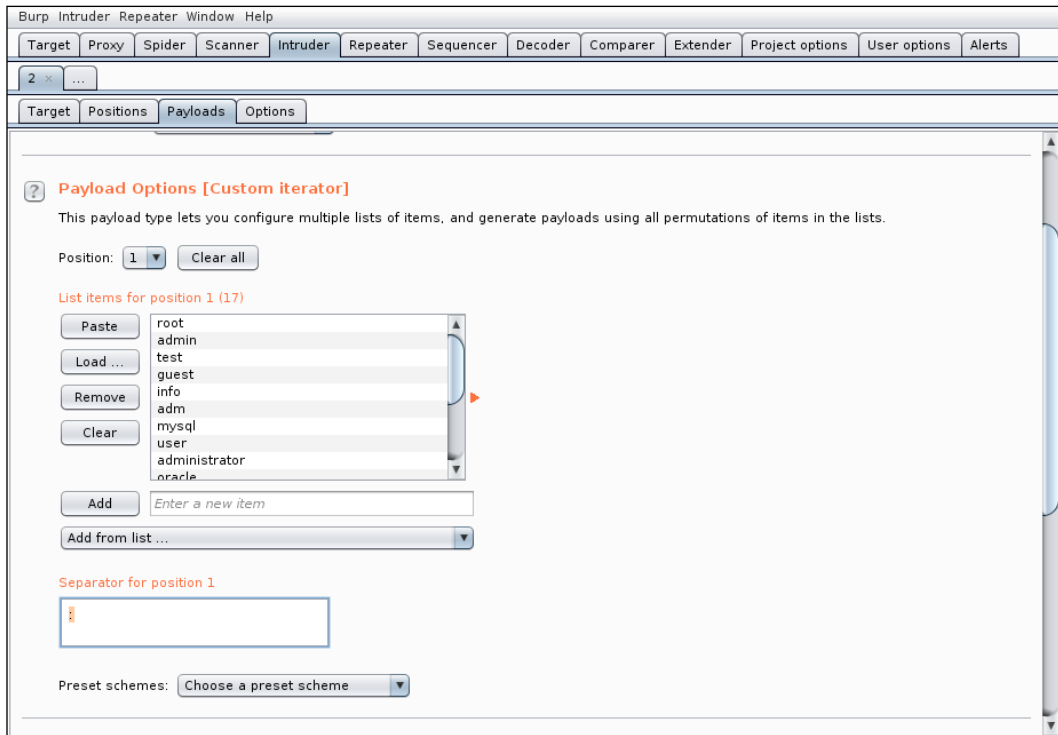 Burp Intruder Repeater Window Help
Target Proxy Spider Scanner Intruder Repeater Sequencer Decoder Comparer Extender Project options User options Alerts
2 × ...
Target Positions Payloads Options
? Payload Options [Custom iterator]
This payload type lets you configure multiple lists of items, and generate payloads using all permutations of items in the lists.
Position: 1 Clear all
List items for position 1 (17)
Paste
Load ...
Remove
Clear
root
admin
test
guest
info
adm
mysql
user
administrator
oracle
Add Enter a new item
Add from list ...
Separator for position 1
:
Preset schemes: Choose a preset scheme